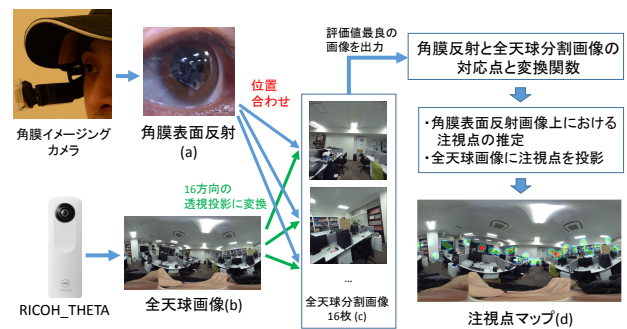 角膜イメージング
カメラ
角膜表面反射
(a)
位置
合わせ
評価値最良の
画像を出力
角膜反射と全天球分割画像の
対応点と変換関数
・角膜表面反射画像上における
注視点の推定
・全天球画像に注視点を投影
16方向の
透視投影に変換
RICOH_THETA
全天球画像(b)
...
全天球分割画像
16枚(c)
注視点マップ(d)